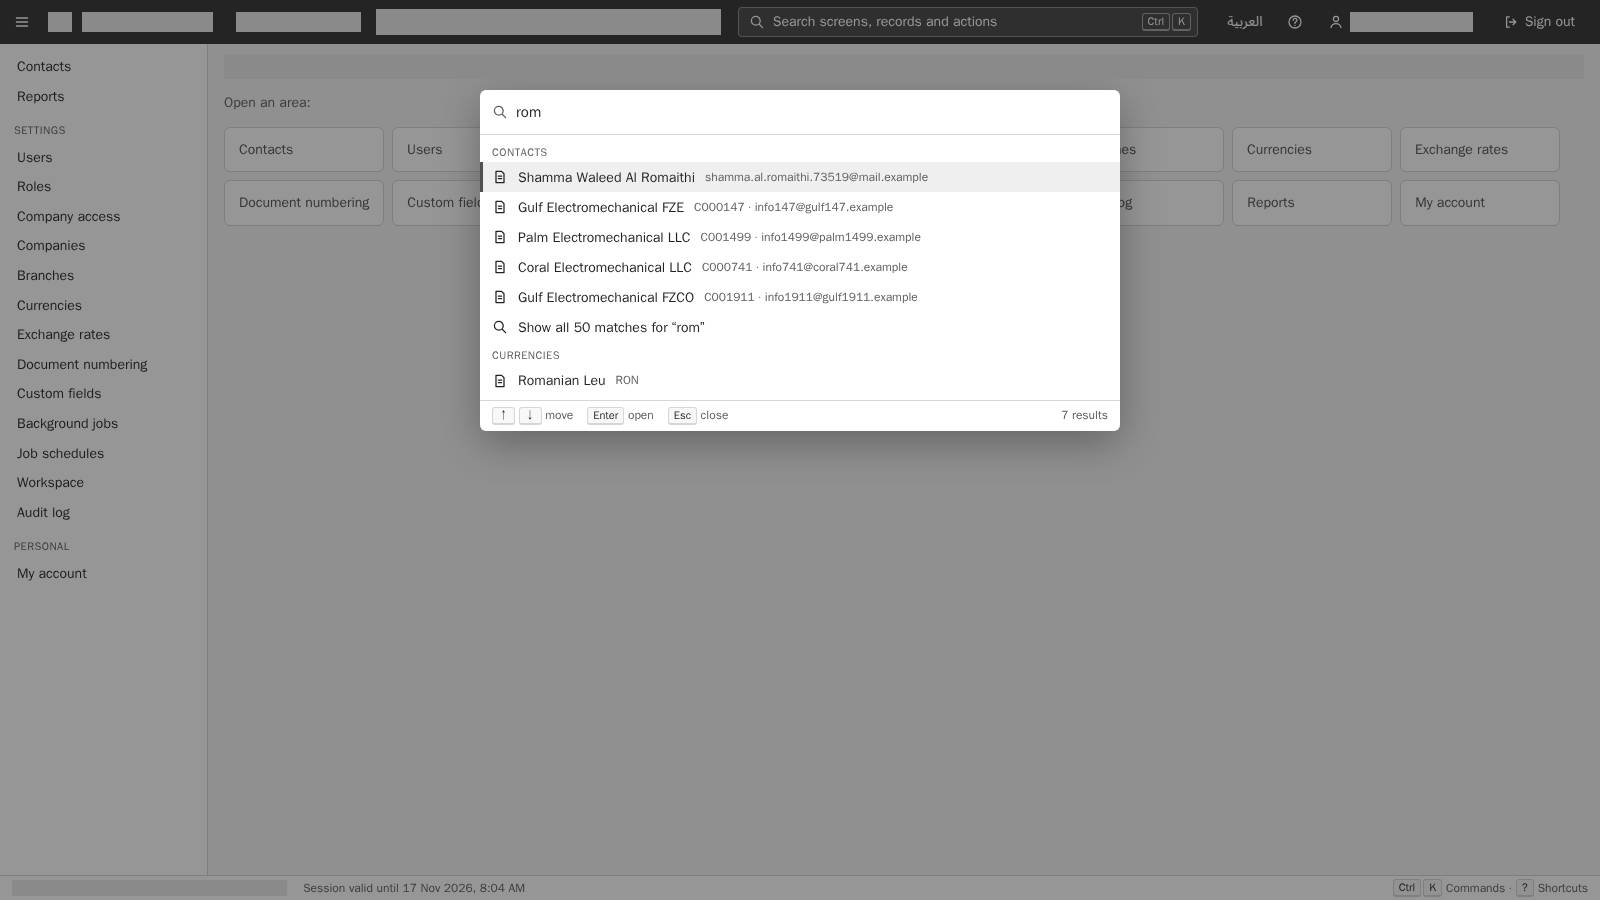 Search screens, records and actions Ctrl K العربية Sign out
Contacts
Reports
SETTINGS
Users
Roles
Company access
Companies
Branches
Currencies
Exchange rates
Document numbering
Custom fields
Background jobs
Job schedules
Workspace
Audit log
PERSONAL
My account
Open an area:
Contacts Users Currencies Exchange rates
Document numbering Reports My account
rom
CONTACTS
Shamma Waleed Al Romaithi shamma.al.romaithi.73519@mail.example
Gulf Electromechanical FZE C000147 · info147@gulf147.example
Palm Electromechanical LLC C001499 · info1499@palm1499.example
Coral Electromechanical LLC C000741 · info741@coral741.example
Gulf Electromechanical FZCO C001911 · info1911@gulf1911.example
Show all 50 matches for “rom”
CURRENCIES
Romanian Leu RON
↑ ↓ move Enter open Esc close 7 results
Session valid until 17 Nov 2026, 8:04 AM Ctrl K Commands · ? Shortcuts